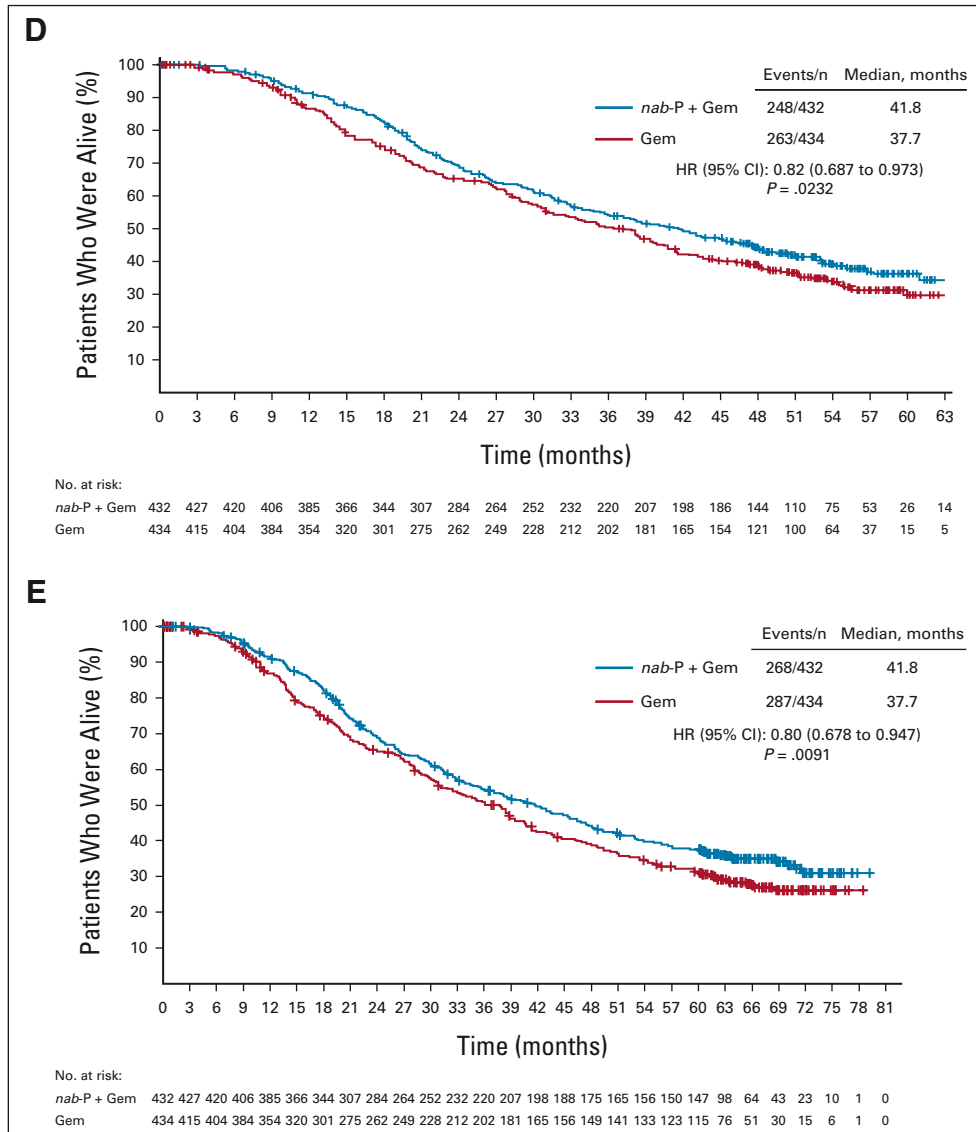 D
Patients Who Were Alive (%)
100
90
80
70
60
50
40
30
20
10
Events/n Median, months
nab-P + Gem 248/432 41.8
Gem 263/434 37.7
HR (95% CI): 0.82 (0.687 to 0.973)
P = .0232
0 3 6 9 12 15 18 21 24 27 30 33 36 39 42 45 48 51 54 57 60 63
Time (months)
No. at risk:
nab-P + Gem 432 427 420 406 385 366 344 307 284 264 252 232 220 207 198 186 144 110 75 53 26 14
Gem 434 415 404 384 354 320 301 275 262 249 228 212 202 181 165 154 121 100 64 37 15 5
E
Patients Who Were Alive (%)
100
90
80
70
60
50
40
30
20
10
Events/n Median, months
nab-P + Gem 268/432 41.8
Gem 287/434 37.7
HR (95% CI): 0.80 (0.678 to 0.947)
P = .0091
0 3 6 9 12 15 18 21 24 27 30 33 36 39 42 45 48 51 54 57 60 63 66 69 72 75 78 81
Time (months)
No. at risk:
nab-P + Gem 432 427 420 406 385 366 344 307 284 264 252 232 220 207 198 188 175 165 156 150 147 98 64 43 23 10 1 0
Gem 434 415 404 384 354 320 301 275 262 249 228 212 202 181 165 156 149 141 133 123 115 76 51 30 15 6 1 0